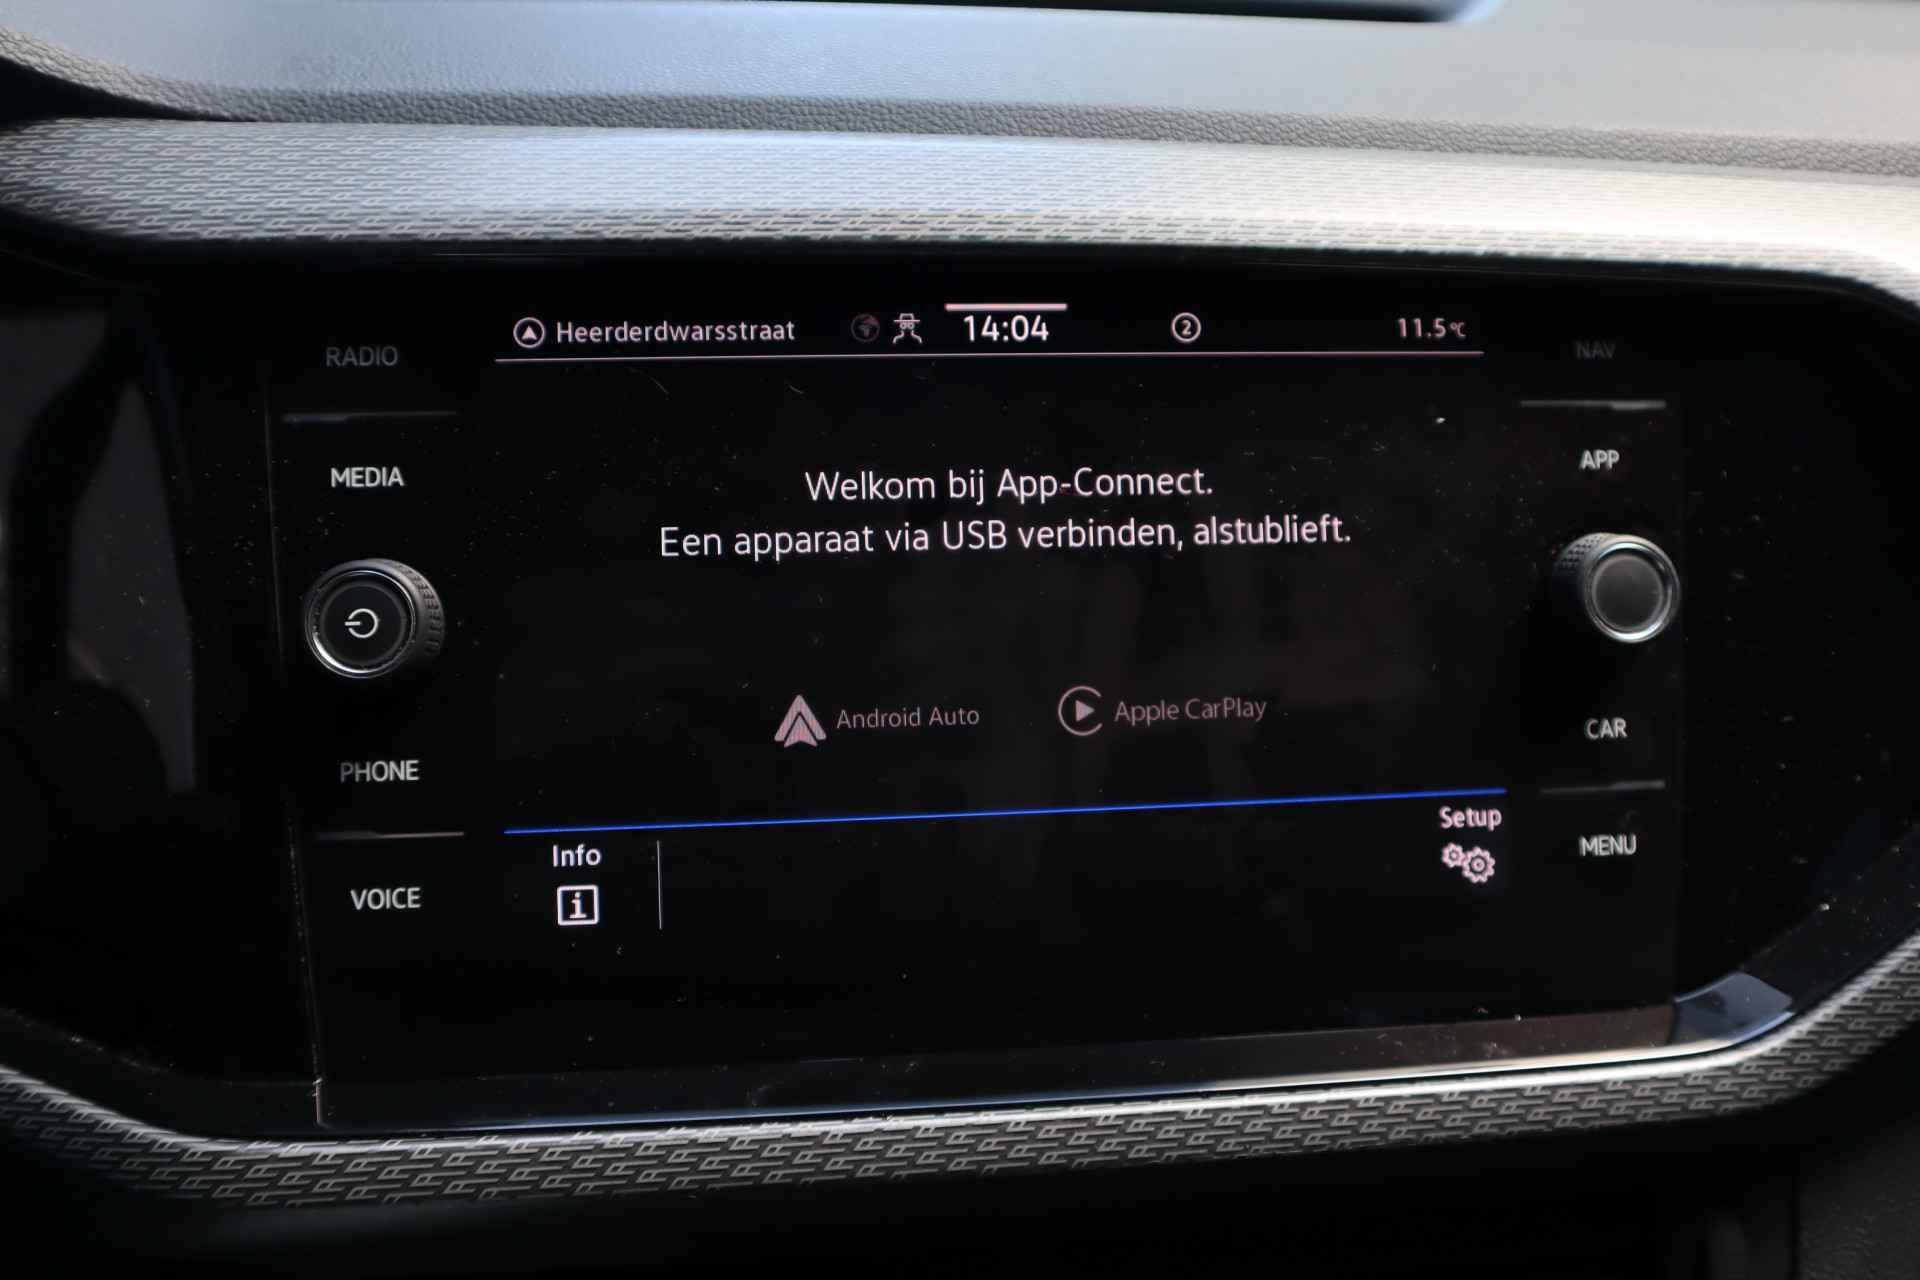 Heerderdwarsstraat 14:04 2 11.5°C
RADIO
MEDIA
PHONE
VOICE
Welkom bij App-Connect.
Een apparaat via USB verbinden, alstublieft.
Android Auto Apple CarPlay
Info
i
Setup
NAV
APP
CAR
MENU